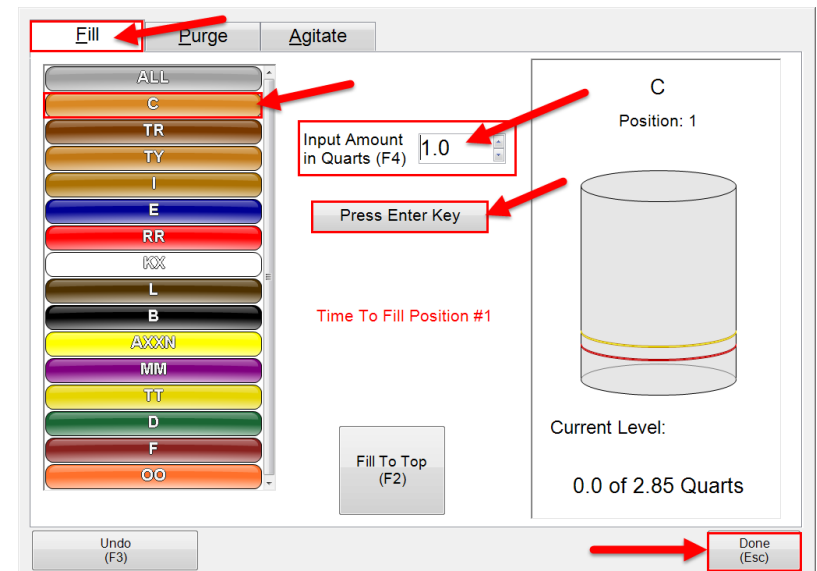 Fill
Purge
Agitate
ALL
C
TR
TY
I
E
RR
KX
L
B
AXXN
MM
TT
D
F
OO
Input Amount
in Quarts (F4)
1.0
Press Enter Key
Time To Fill Position #1
Fill To Top
(F2)
C
Position: 1
Current Level:
0.0 of 2.85 Quarts
Undo
(F3)
Done
(Esc)